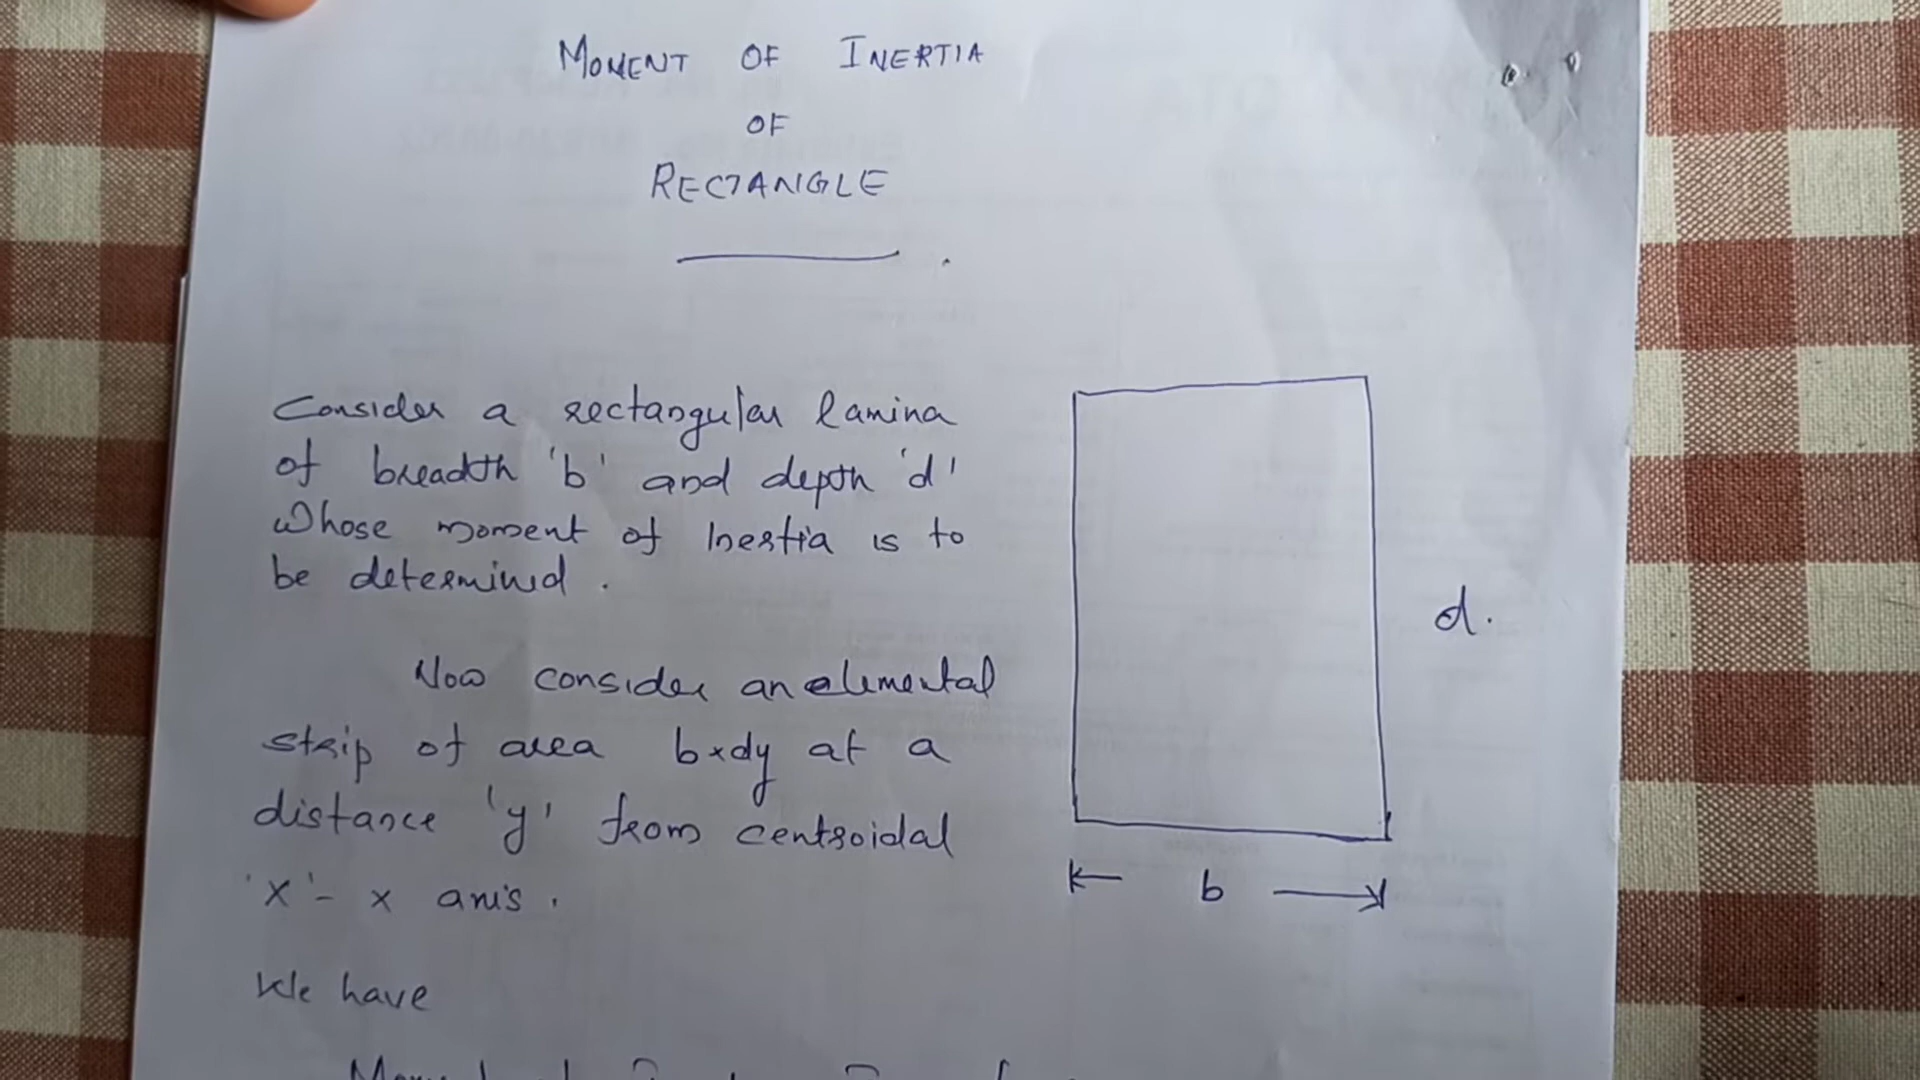 MOMENT OF INERTIA
OF
RECTANGLE
Consider a rectangular lamina
of breadth 'b' and depth 'd'
Whose moment of Inertia is to
be determined.
Now consider an elemental
strip of area b×dy at a
distance 'y' from centroidal
'X' - x axis.
We have
d.
b